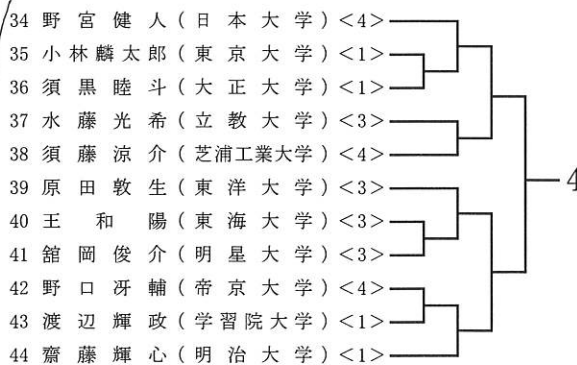 34 野宮健人(日本大学)<4>
35 小林麟太郎(東京大学)<1>
36 須黒睦斗(大正大学)<1>
37 水藤光希(立教大学)<3>
38 須藤涼介(芝浦工業大学)<4>
39 原田敦生(東洋大学)<3>
40 王和陽(東海大学)<3>
41 舘岡俊介(明星大学)<3>
42 野口冴輔(帝京大学)<4>
43 渡辺輝政(学習院大学)<1>
44 齋藤輝心(明治大学)<1>
4